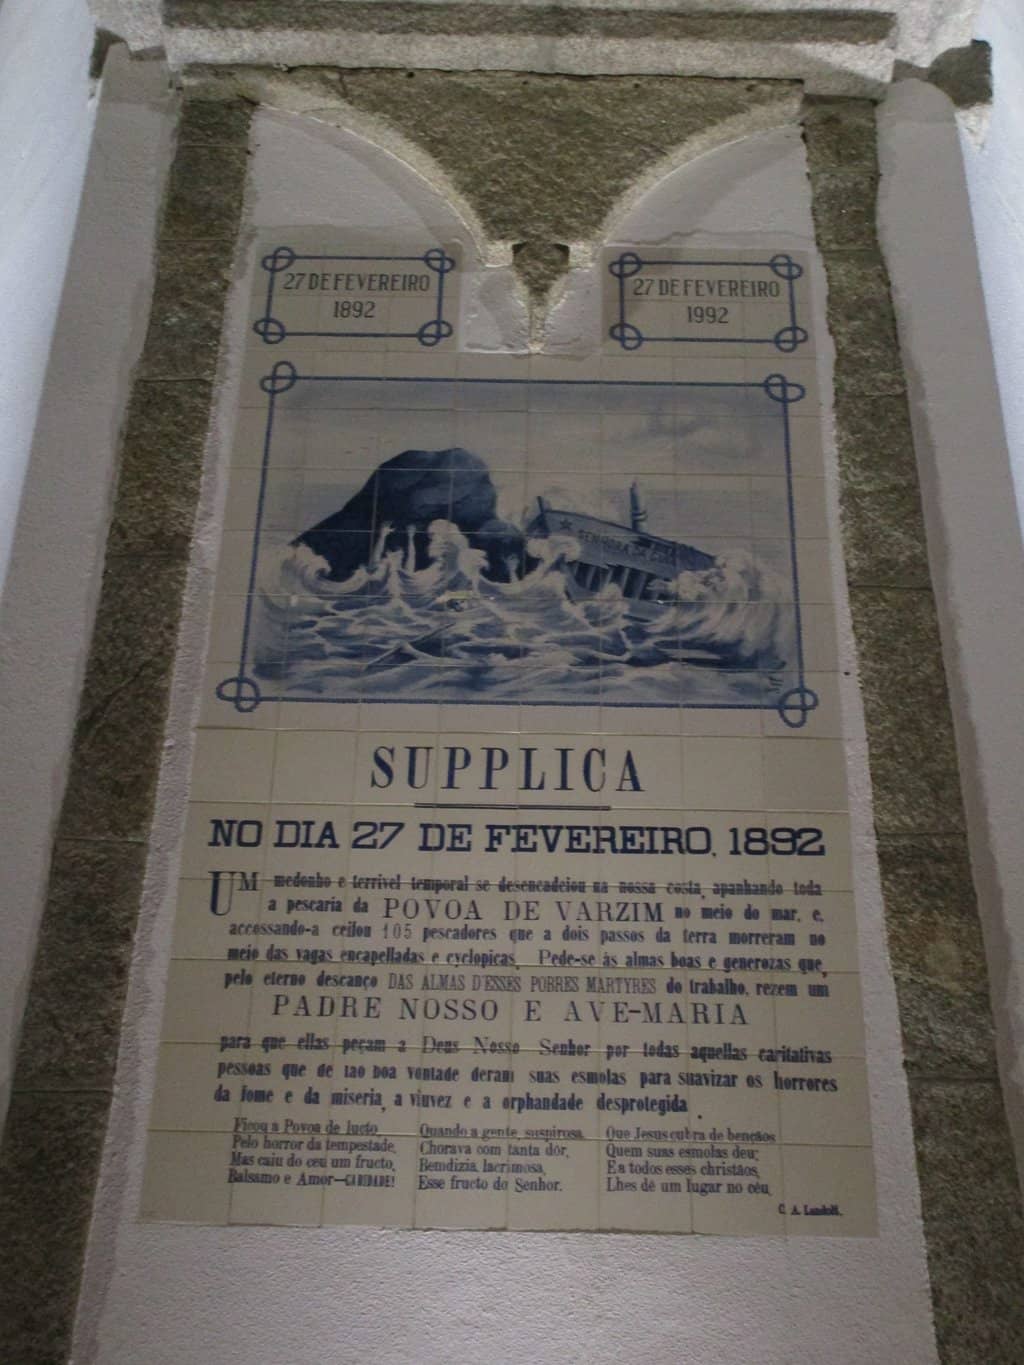 27 DE FEVEREIRO
1892
27 DE FEVEREIRO
1992
SENHORA DA
SUPPLICA
NO DIA 27 DE FEVEREIRO, 1892
UM medonho e terrivel temporal se desencadeiou na nossa costa, apanhando toda
a pescaria da POVOA DE VARZIM no meio do mar, e,
accossando-a ceifou 105 pescadores que a dois passos da terra morreram no
meio das vagas encapelladas e cyclopicas. Pede-se às almas boas e generozas que,
pelo eterno descanço DAS ALMAS D'ESSES POBRES MARTYRES do trabalho, rezem um
PADRE NOSSO E AVE-MARIA
para que ellas peçam a Deus Nosso Senhor por todas aquellas caritativas
pessoas que de tao boa vontade deram suas esmolas para suavizar os horrores
da fome e da miseria, a viuvez e a orphandade desprotegida.
Ficou a Povoa de lucto
Pelo horror da tempestade,
Mas caiu do ceu um fructo,
Balsamo e Amor—CARIDADE!
Quando a gente, suspirosa,
Chorava com tanta dôr,
Bemdizia, lacrimosa,
Esse fructo do Senhor.
Que Jesus cubra de bençãos
Quem suas esmolas deu;
E a todos esses christãos,
Lhes dê um lugar no céu.
C. A. Landolt.